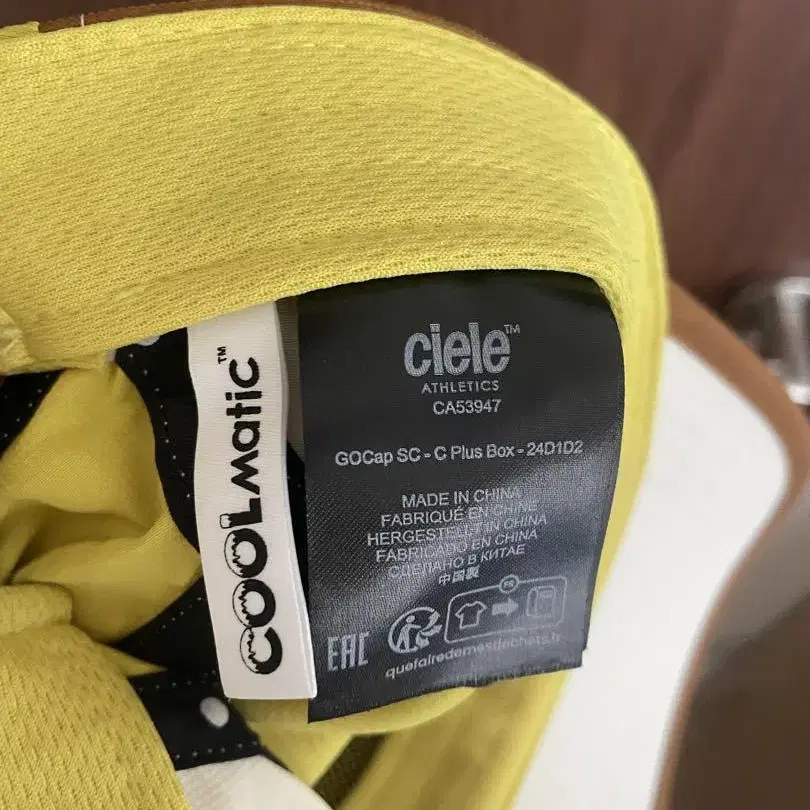 COOLMatic™
ciele™
ATHLETICS
CA53947
GOCap SC - C Plus Box - 24D1D2
MADE IN CHINA
FABRIQUÉ EN CHINE
HERGESTELLT IN CHINA
FABRICADO EN CHINA
СДЕЛАНО В КИТАЕ
中国製
EAC
FR
quefairedemesdechets.fr